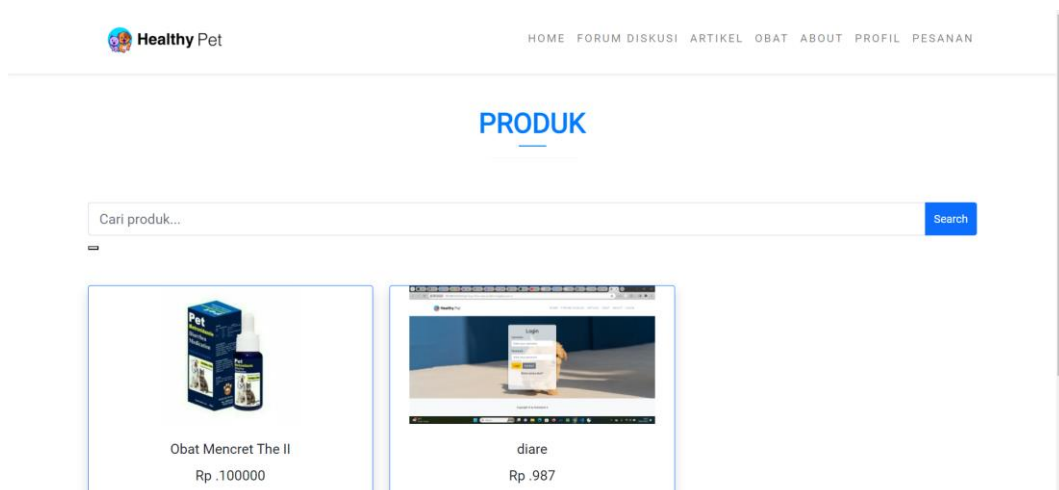 Healthy Pet
HOME FORUM DISKUSI ARTIKEL OBAT ABOUT PROFIL PESANAN
PRODUK
Cari produk...
Search
Pet
Healthy Pet
Login
Obat Mencret The II
diare
Rp .100000
Rp .987